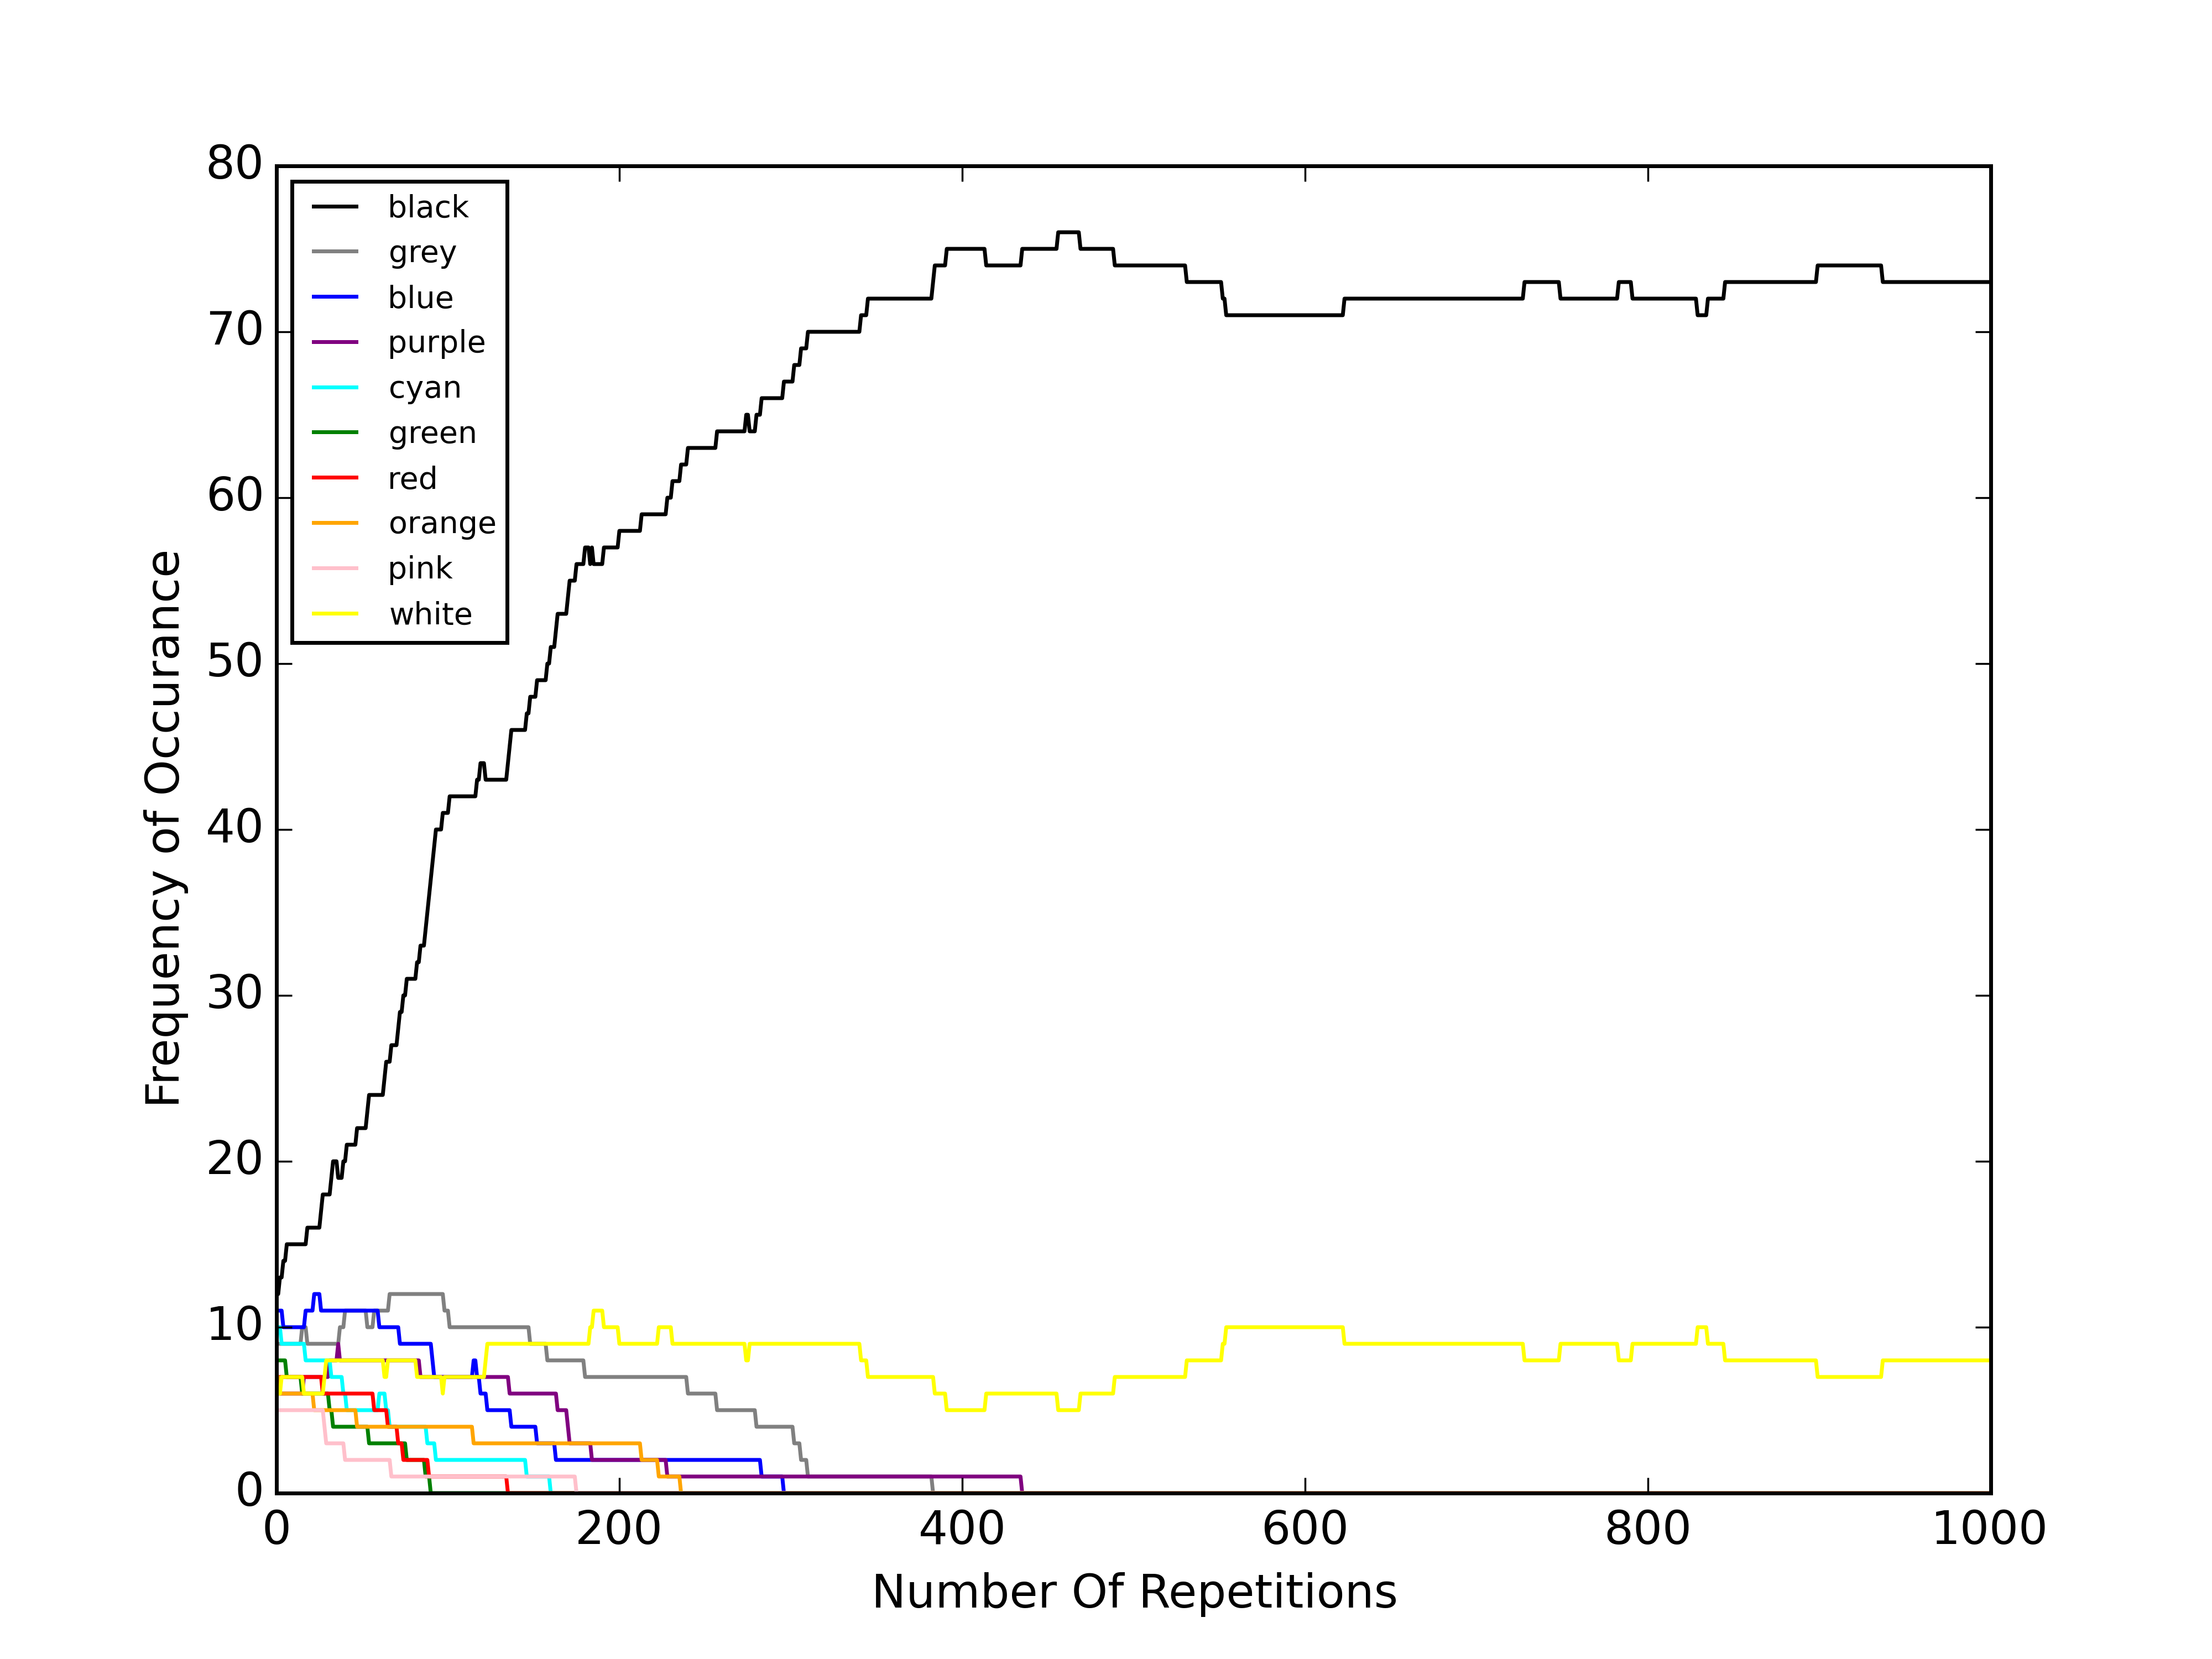 80
70
60
50
40
30
20
10
0
0 200 400 600 800 1000
Frequency of Occurance
Number Of Repetitions
black
grey
blue
purple
cyan
green
red
orange
pink
white